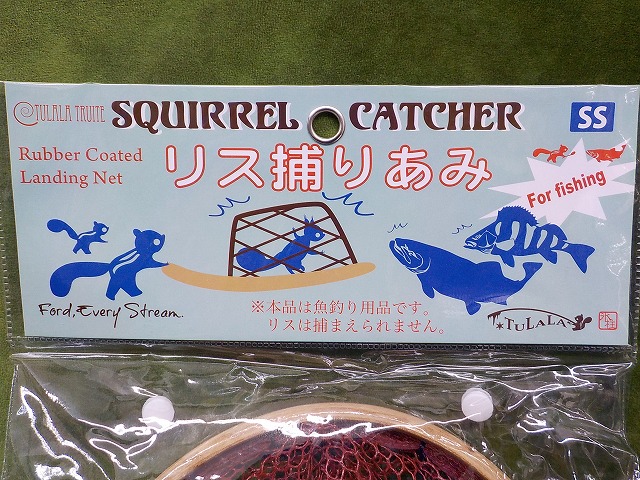 TULALA TRUITE
SQUIRREL CATCHER
SS
Rubber Coated
Landing Net
リス捕りあみ
For fishing
Ford, Every Stream.
※本品は魚釣り用品です。
リスは捕まえられません。
TULALA